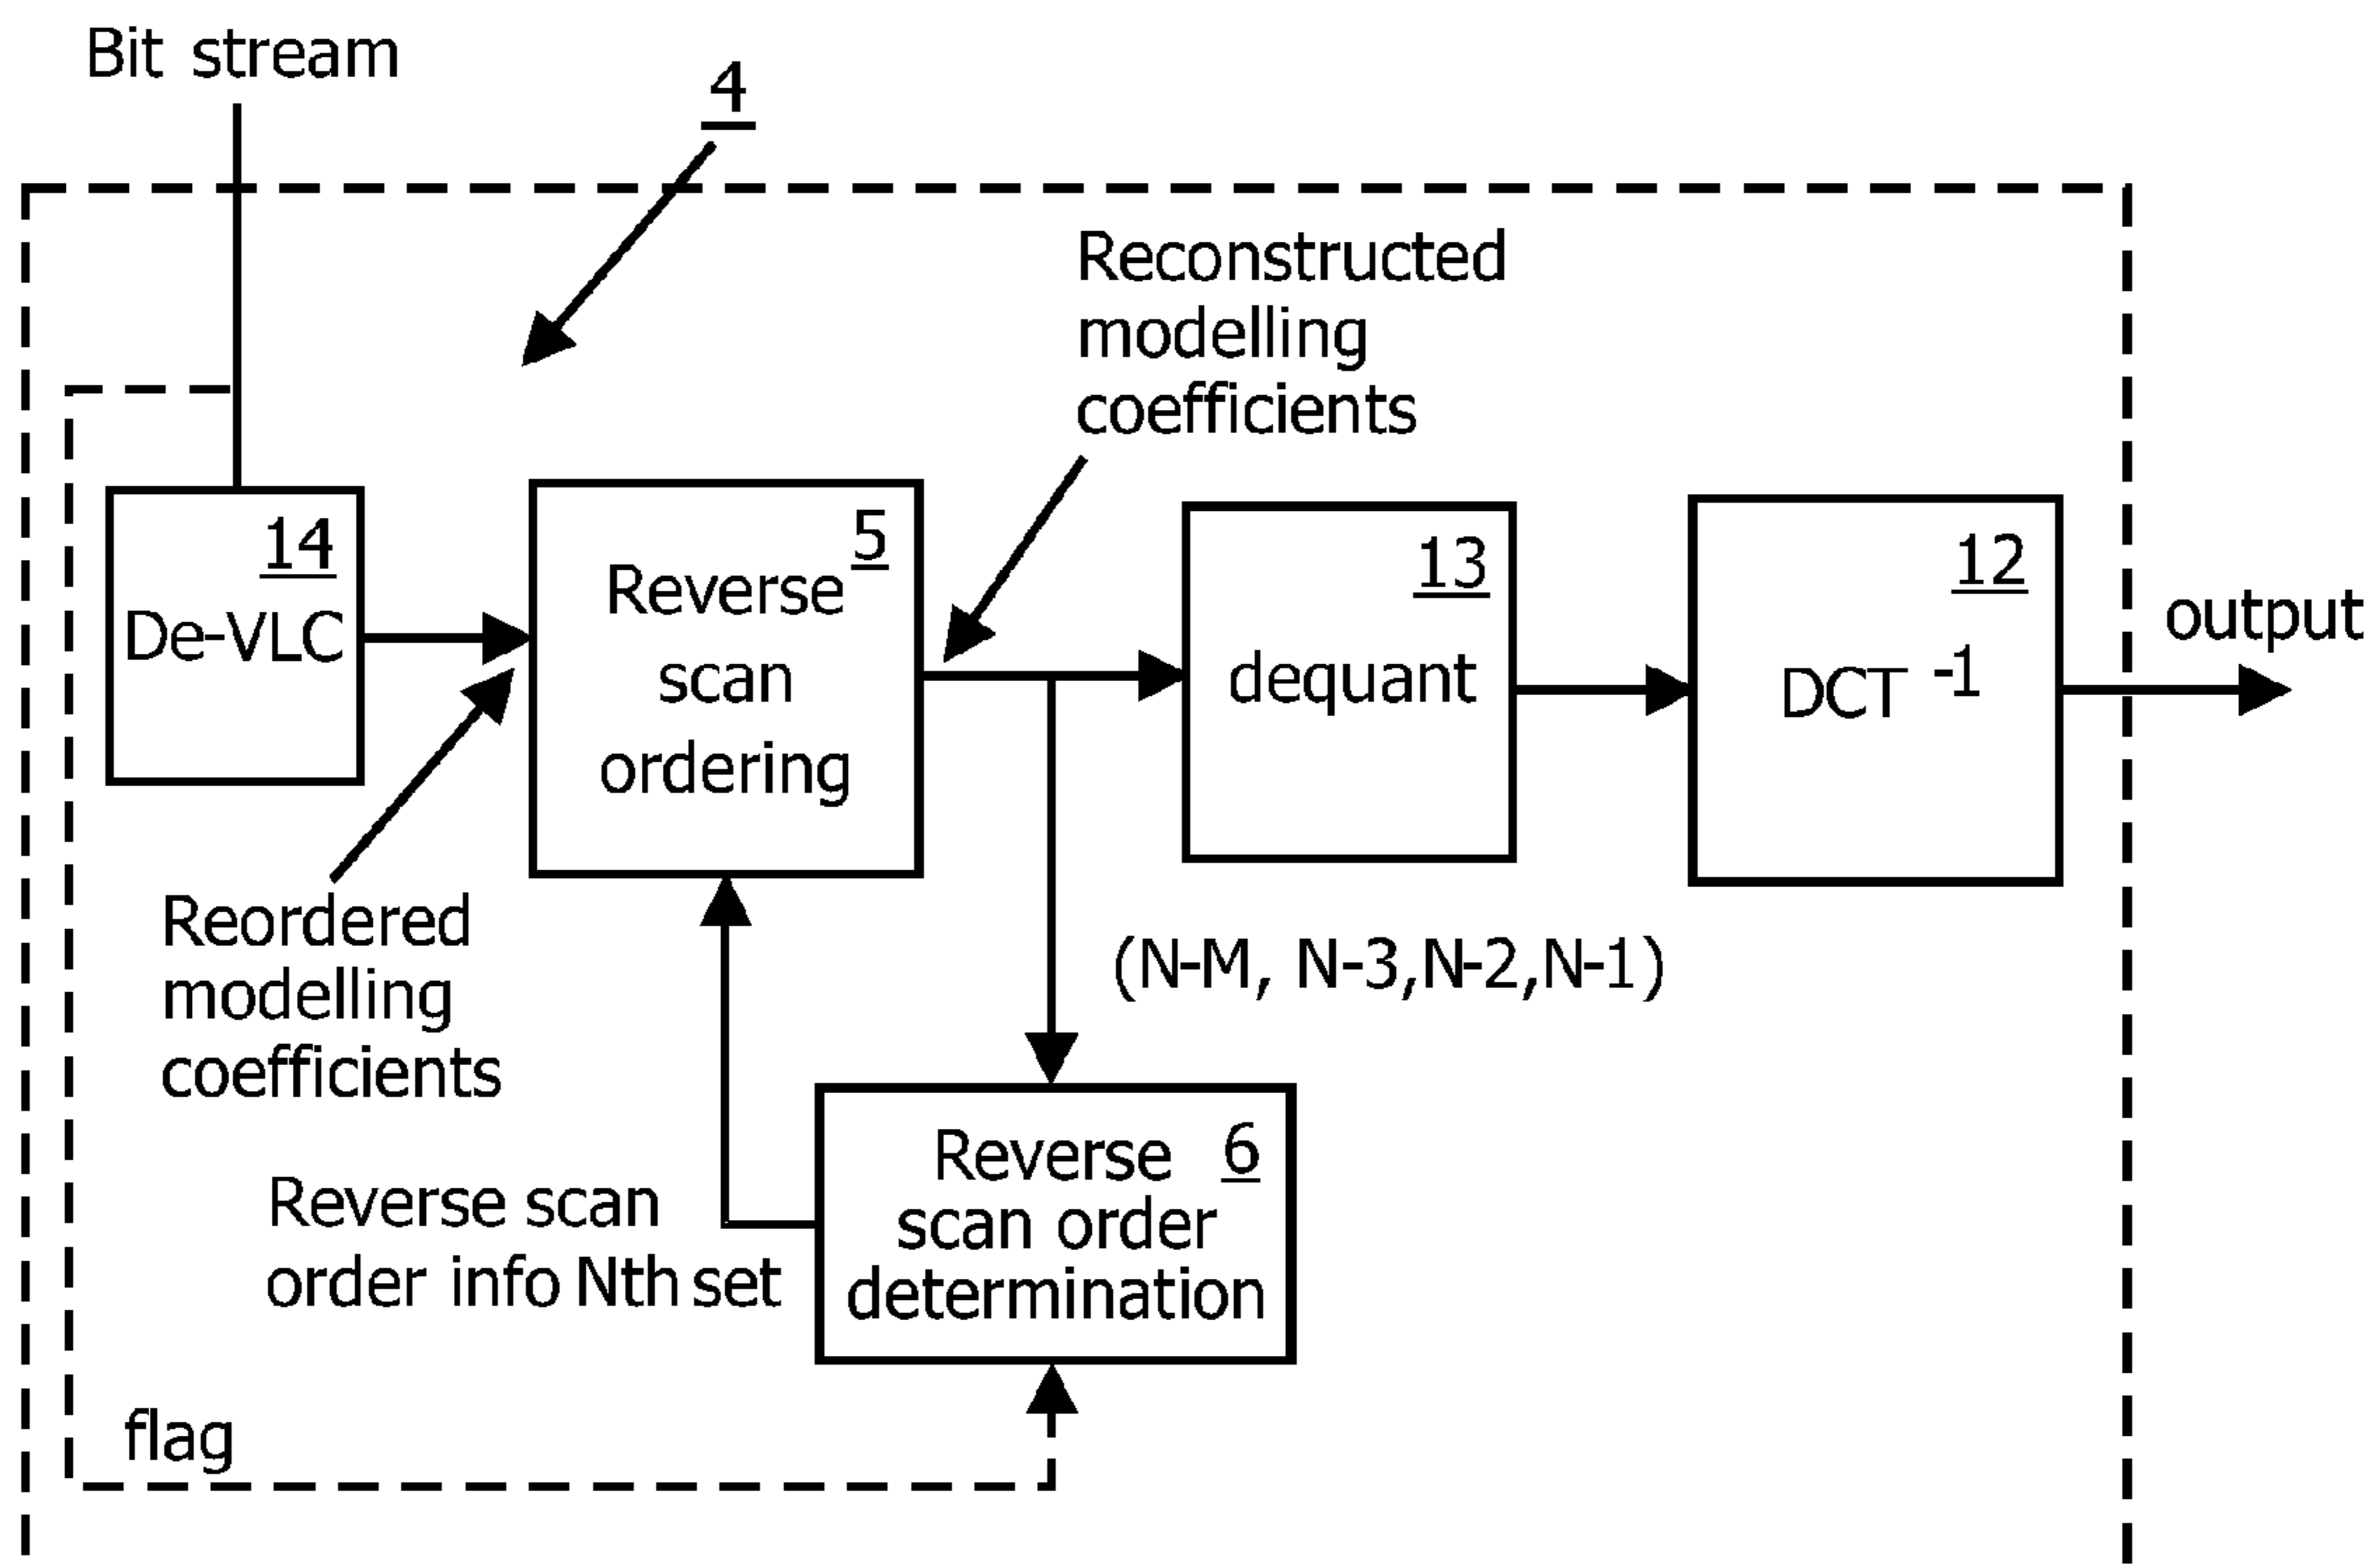 Bit stream
4
Reconstructed
modelling
coefficients
14
De-VLC
5
Reverse
scan
ordering
13
dequant
12
DCT -1
output
Reordered
modelling
coefficients
(N-M, N-3,N-2,N-1)
6
Reverse
scan order
determination
Reverse scan
order info Nth set
flag